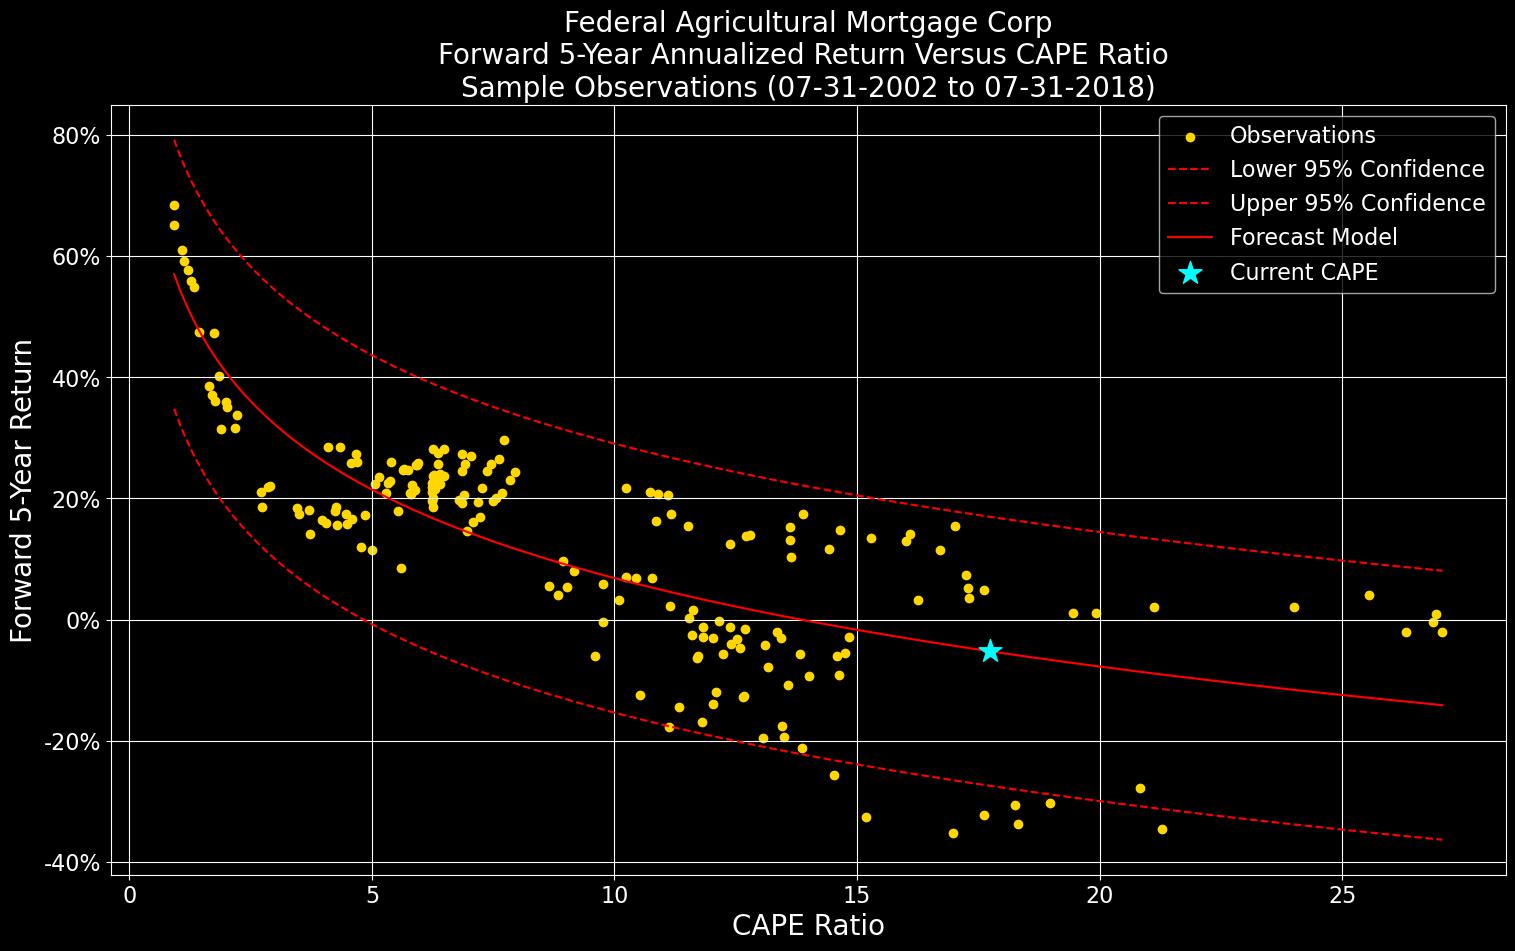 Federal Agricultural Mortgage Corp
Forward 5-Year Annualized Return Versus CAPE Ratio
Sample Observations (07-31-2002 to 07-31-2018)
Observations
Lower 95% Confidence
Upper 95% Confidence
Forecast Model
Current CAPE
Forward 5-Year Return
80%
60%
40%
20%
0%
-20%
-40%
0 5 10 15 20 25
CAPE Ratio